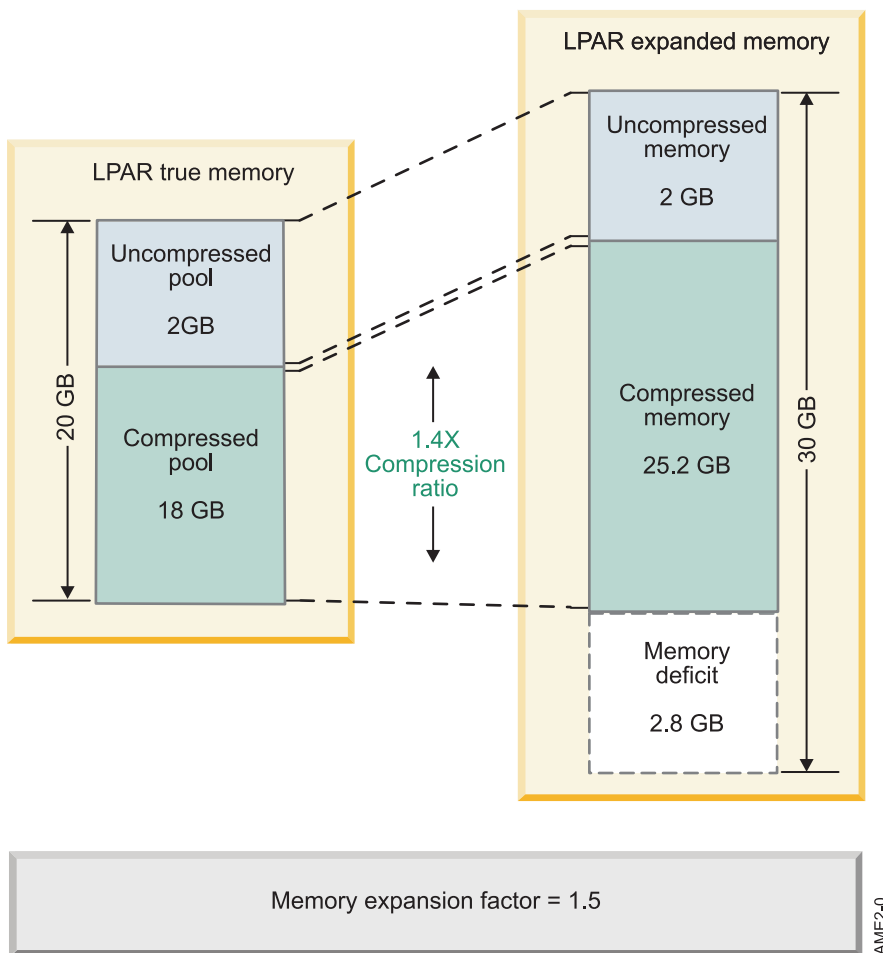 LPAR expanded memory
Uncompressed
memory
2 GB
LPAR true memory
Uncompressed
pool
2GB
20 GB
Compressed
pool
18 GB
1.4X
Compression
ratio
Compressed
memory
25.2 GB
30 GB
Memory
deficit
2.8 GB
Memory expansion factor = 1.5
AME2-0